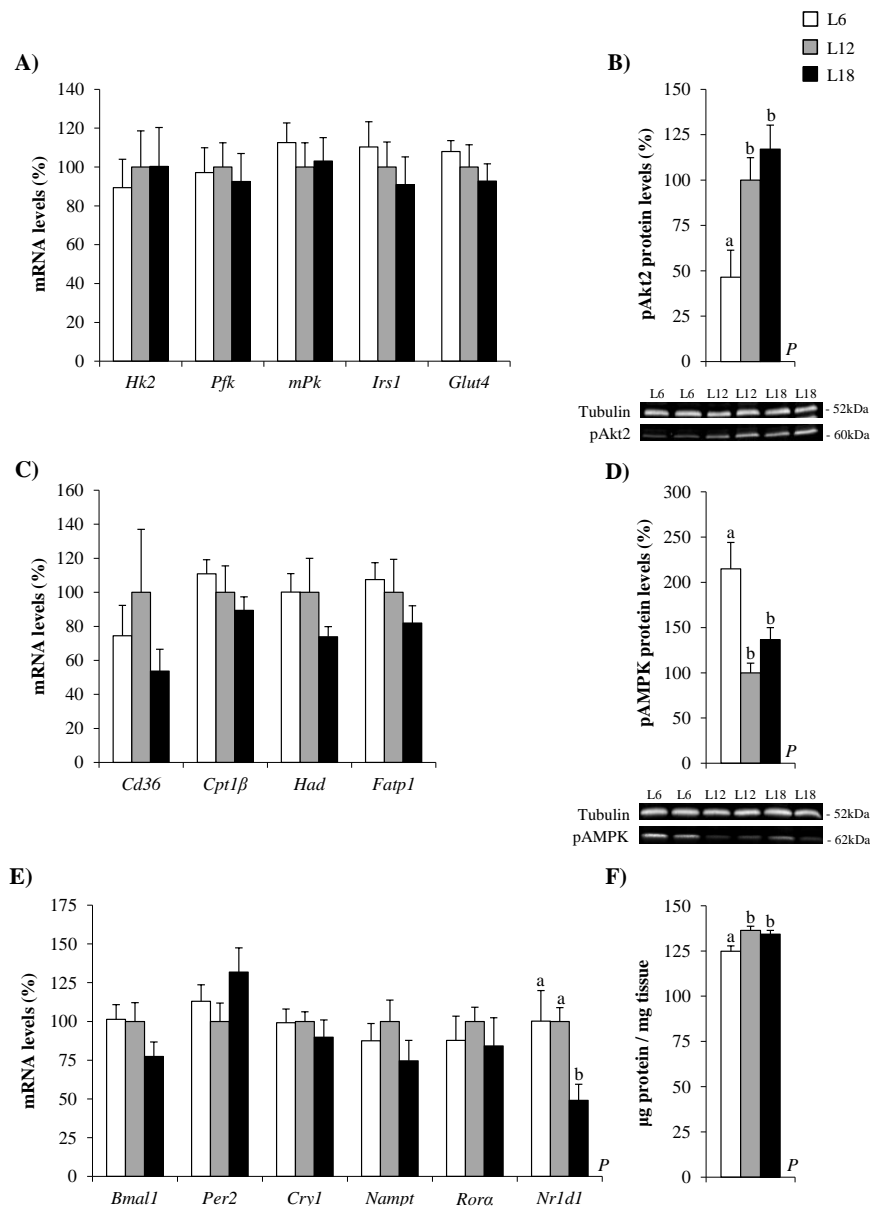 L6
L12
L18
A)
mRNA levels (%)
140
120
100
80
60
40
20
0
Hk2 Pfk mPk Irs1 Glut4
B)
pAkt2 protein levels (%)
150
125
100
75
50
25
0
a b b
P
L6 L6 L12 L12 L18 L18
Tubulin - 52kDa
pAkt2 - 60kDa
C)
mRNA levels (%)
160
140
120
100
80
60
40
20
0
Cd36 Cpt1β Had Fatp1
D)
pAMPK protein levels (%)
300
250
200
150
100
50
0
a b b
P
L6 L6 L12 L12 L18 L18
Tubulin - 52kDa
pAMPK - 62kDa
E)
mRNA levels (%)
175
150
125
100
75
50
25
0
a a b
P
Bmal1 Per2 Cry1 Nampt Rorα Nr1d1
F)
µg protein / mg tissue
150
125
100
75
50
25
0
a b b
P